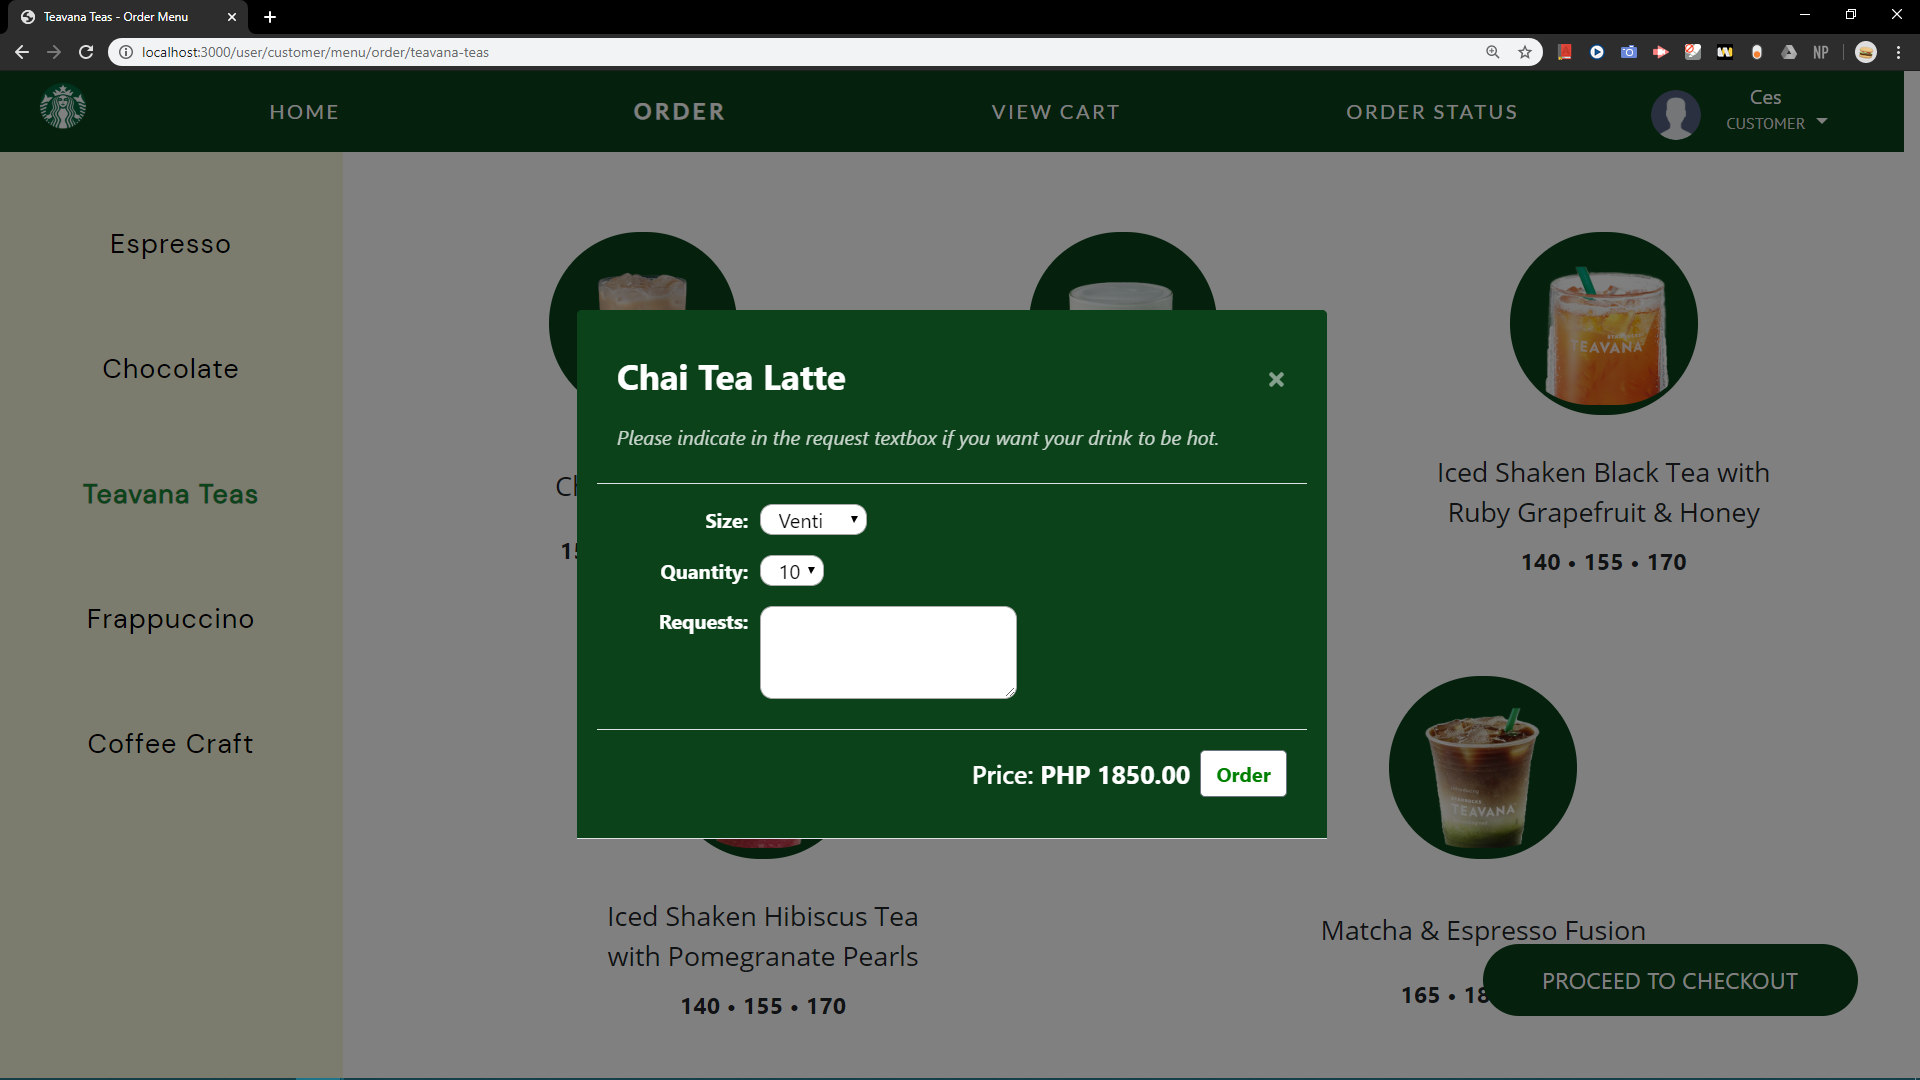 Teavana Teas - Order Menu
localhost:3000/user/customer/menu/order/teavana-teas
NP
HOME
ORDER
VIEW CART
ORDER STATUS
Ces
CUSTOMER
Espresso
Chocolate
Teavana Teas
Frappuccino
Coffee Craft
TEAVANA
Iced Shaken Black Tea with
Ruby Grapefruit & Honey
140 • 155 • 170
Chai Tea Latte
×
Please indicate in the request textbox if you want your drink to be hot.
Size: Venti
Quantity: 10
Requests:
Price: PHP 1850.00 Order
TEAVANA
Iced Shaken Hibiscus Tea
with Pomegranate Pearls
140 • 155 • 170
Matcha & Espresso Fusion
165 •
PROCEED TO CHECKOUT